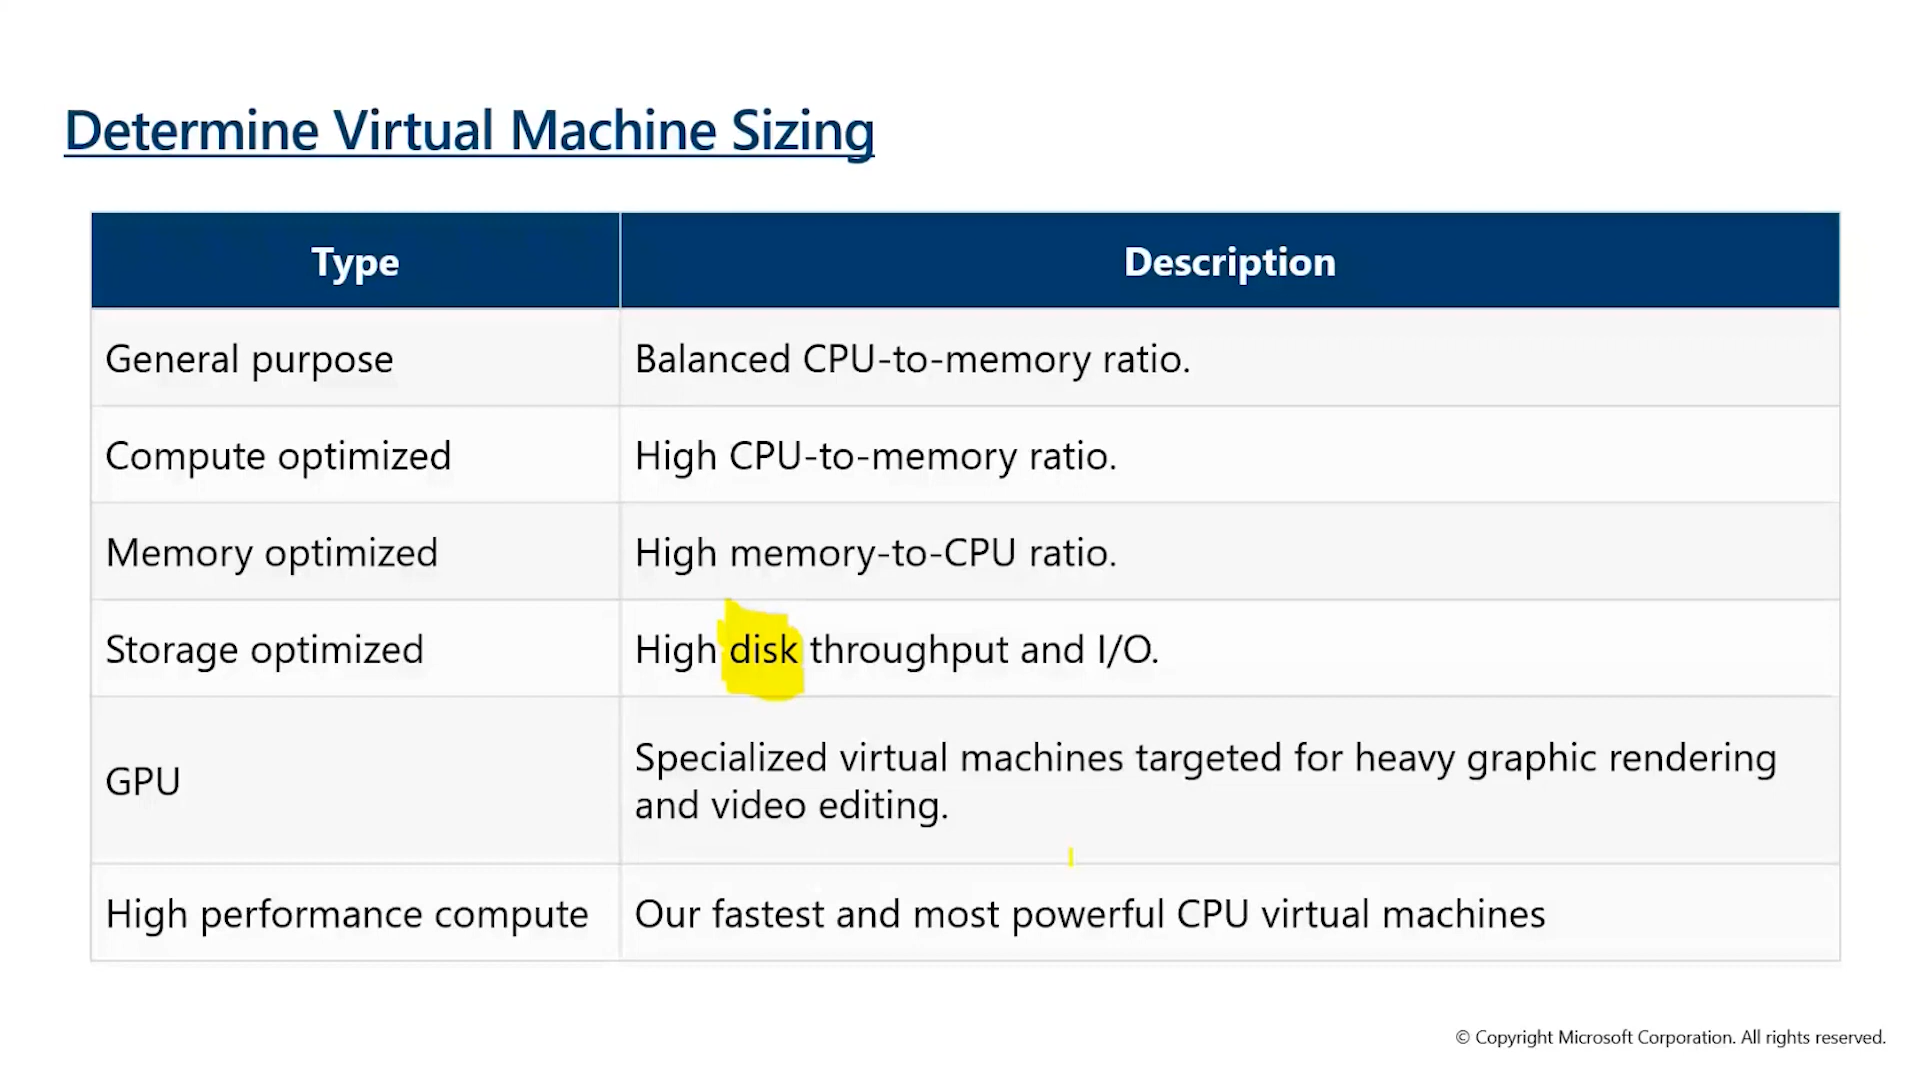 Determine Virtual Machine Sizing
Type
Description
General purpose
Balanced CPU-to-memory ratio.
Compute optimized
High CPU-to-memory ratio.
Memory optimized
High memory-to-CPU ratio.
Storage optimized
High disk throughput and I/O.
GPU
Specialized virtual machines targeted for heavy graphic rendering
and video editing.
High performance compute
Our fastest and most powerful CPU virtual machines
© Copyright Microsoft Corporation. All rights reserved.